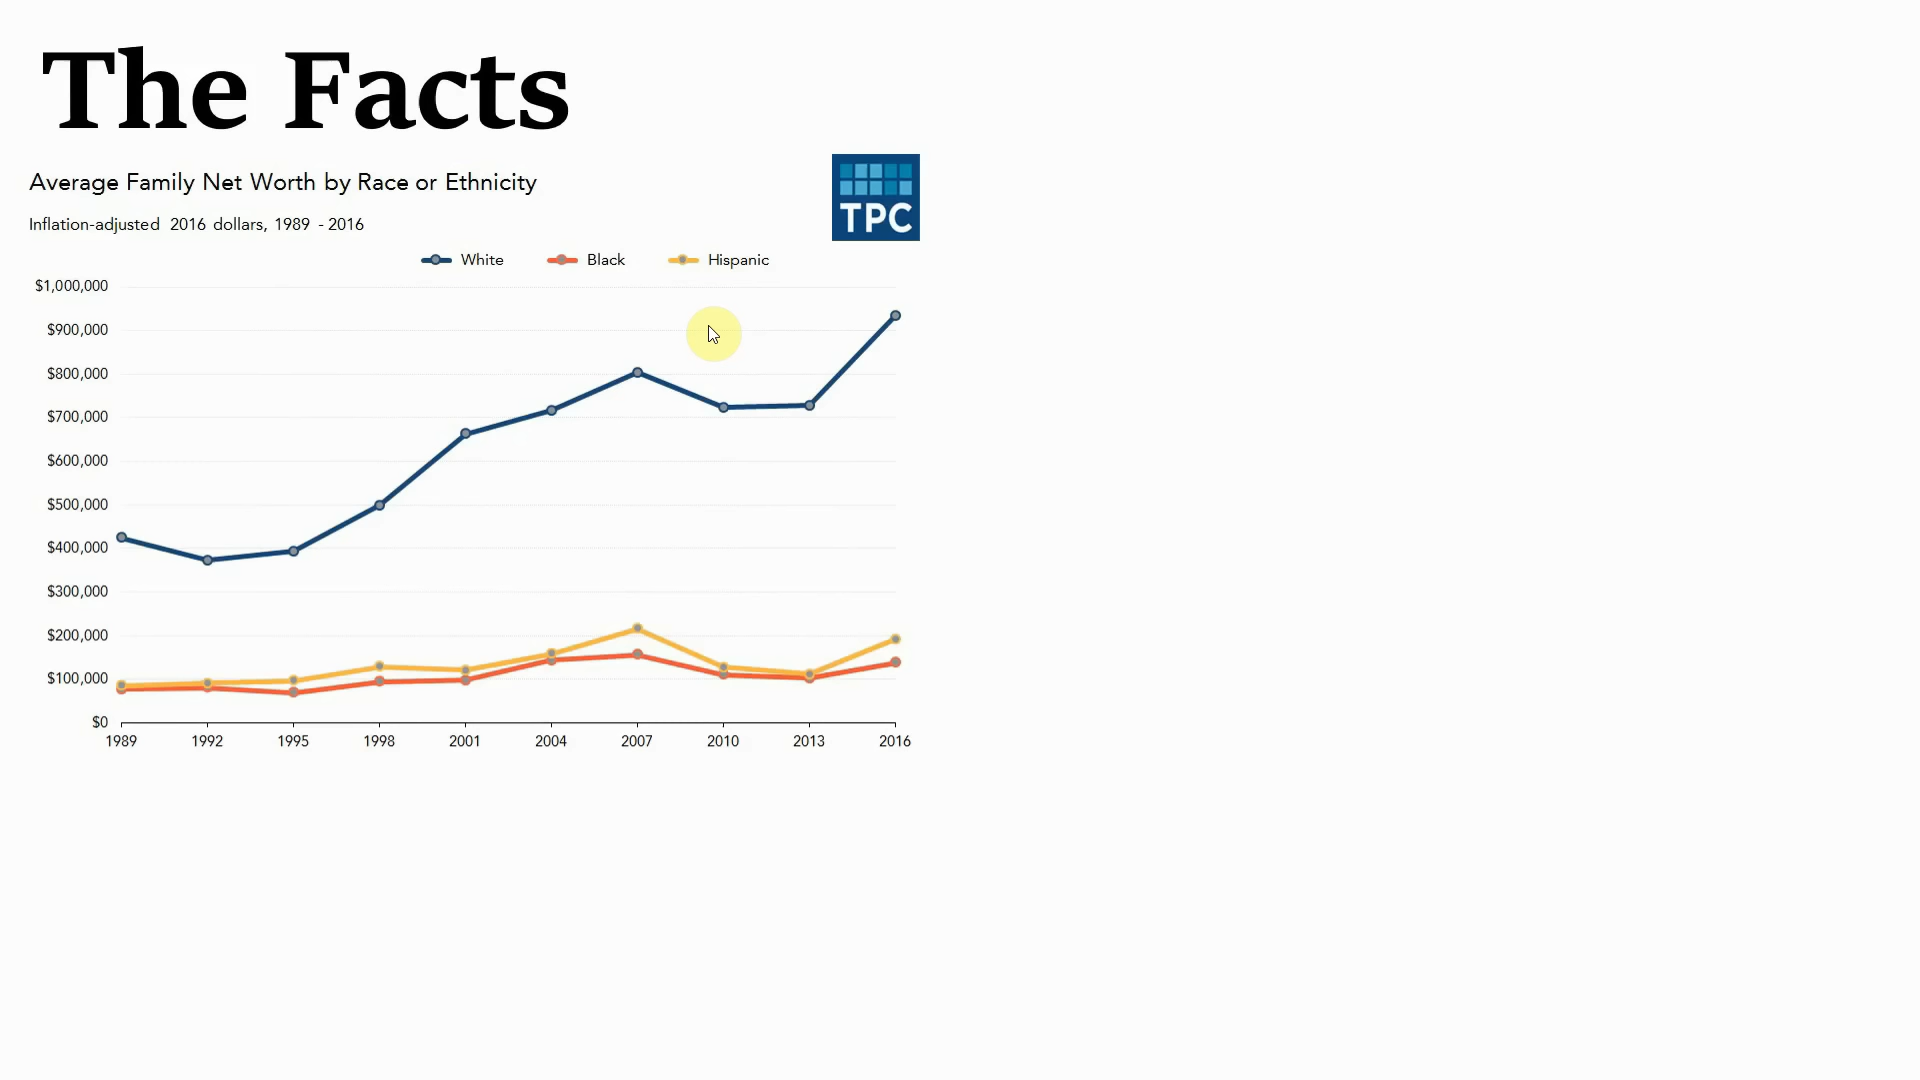 The Facts
Average Family Net Worth by Race or Ethnicity
Inflation-adjusted 2016 dollars, 1989 - 2016
TPC
White Black Hispanic
$1,000,000
$900,000
$800,000
$700,000
$600,000
$500,000
$400,000
$300,000
$200,000
$100,000
$0
1989 1992 1995 1998 2001 2004 2007 2010 2013 2016